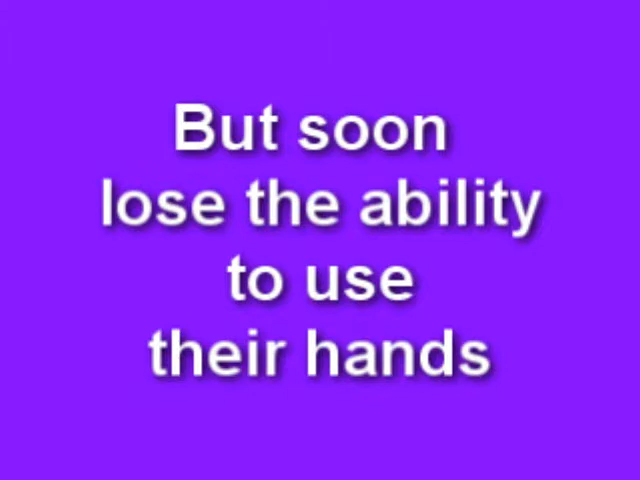 But soon
lose the ability
to use
their hands